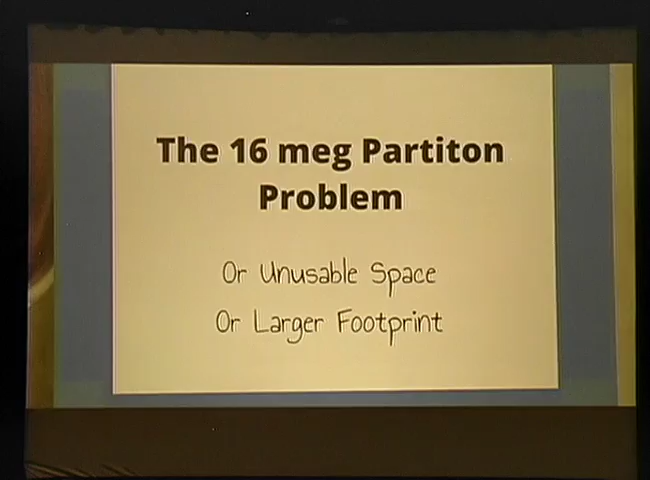 The 16 meg Partiton
Problem
Or Unusable Space
Or Larger Footprint